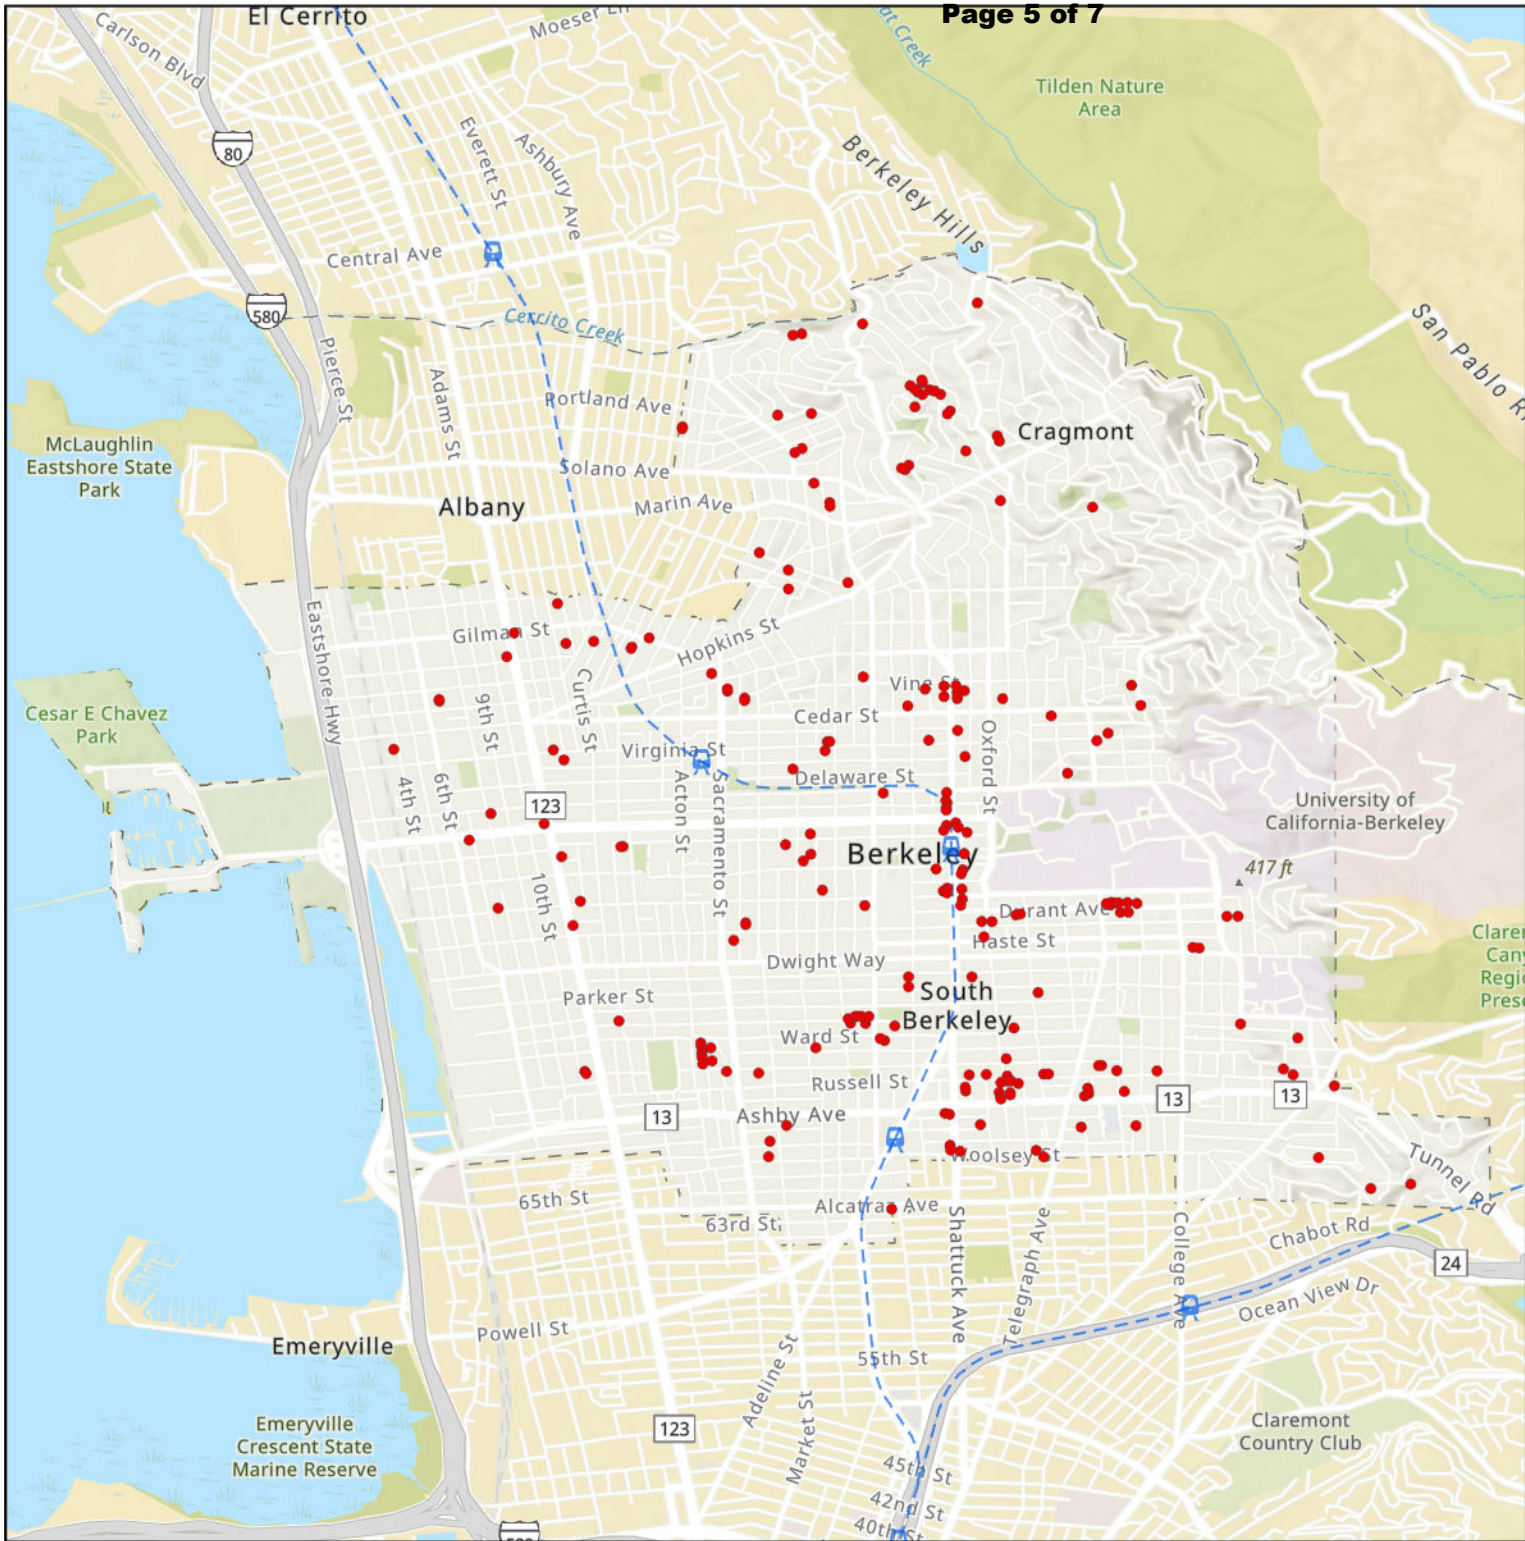 Page 5 of 7
El Cerrito
Moeser Ln
Carlson Blvd
Tilden Nature
Area
80
Everett St
Ashbury Ave
Berkeley Hills
Central Ave
580
Cerrito Creek
San Pablo
Pierce St
Adams St
Portland Ave
McLaughlin
Eastshore State
Park
Cragmont
Solano Ave
Albany
Marin Ave
Eastshore Hwy
Gilman St
Hopkins St
Cesar E Chavez
Park
9th St
Curtis St
Vine St
Cedar St
Virginia St
Oxford St
Delaware St
4th St
6th St
123
Acton St
Sacramento St
University of
California-Berkeley
Berkeley
417 ft
10th St
Durant Ave
Haste St
Dwight Way
Parker St
South
Berkeley
Ward St
Russell St
13
Ashby Ave
13
13
Woolsey St
Tunnel Rd
65th St
63rd St
Alcatraz Ave
Shattuck Ave
Telegraph Ave
College Ave
Chabot Rd
24
Ocean View Dr
Emeryville
Powell St
55th St
Adeline St
Market St
123
Emeryville
Crescent State
Marine Reserve
Claremont
Country Club
45th St
42nd St
40th St